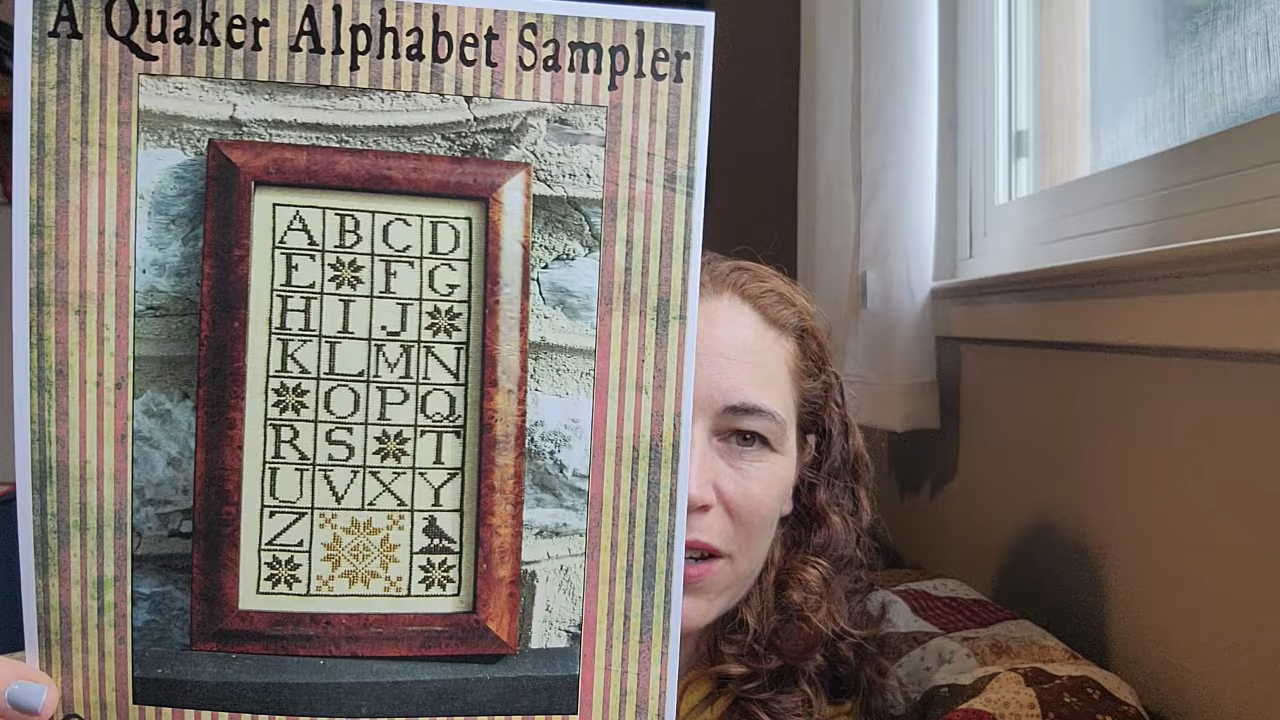 A Quaker Alphabet Sampler
A B C D
E F G
H I J
K L M N
O P Q
R S T
U V X Y
Z